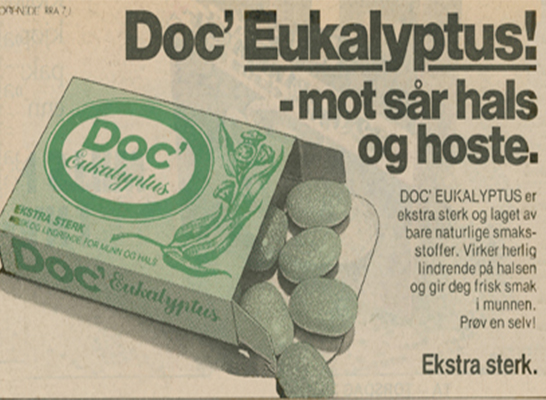 Doc' Eukalyptus!
- mot sår hals
og hoste.
DOC' EUKALYPTUS er
ekstra sterk og laget av
bare naturlige smaks-
stoffer. Virker herlig
lindrende på halsen
og gir deg frisk smak
i munnen.
Prøv en selv!
Ekstra sterk.
Doc'
Eukalyptus
EKSTRA STERK
OG LINDRENDE FOR MUNN OG HALS
Doc' Eukalyptus